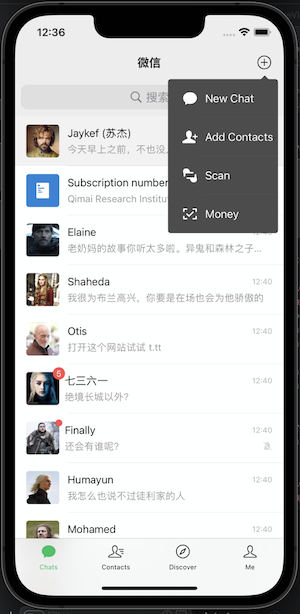 12:36
微信
搜索
New Chat
Add Contacts
Scan
Money
Jaykef (苏杰)
今天早上之前，不也没
Subscription number
Qimai Research Institu
Elaine
老奶妈的故事你听太多啦。异鬼和森林之子...
Shaheda
12:40
我很为布兰高兴，你要是在场也会为他骄傲的
Otis
12:40
打开这个网站试试 t.tt
5
七三六一
12:40
绝境长城以外?
Finally
12:40
还会有谁呢?
Humayun
12:40
我怎么也说不过徒利家的人
Mohamed
12:40
Chats
Contacts
Discover
Me